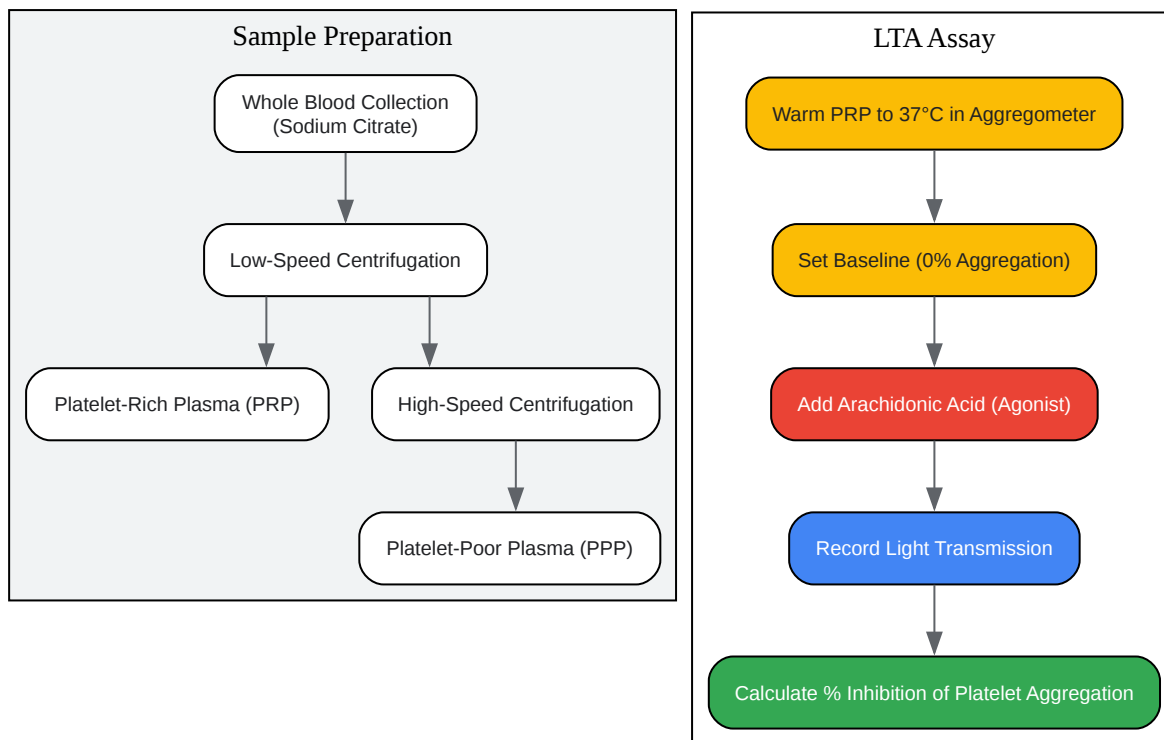 Sample Preparation
Whole Blood Collection
(Sodium Citrate)
Low-Speed Centrifugation
Platelet-Rich Plasma (PRP)
High-Speed Centrifugation
Platelet-Poor Plasma (PPP)
LTA Assay
Warm PRP to 37°C in Aggregometer
Set Baseline (0% Aggregation)
Add Arachidonic Acid (Agonist)
Record Light Transmission
Calculate % Inhibition of Platelet Aggregation